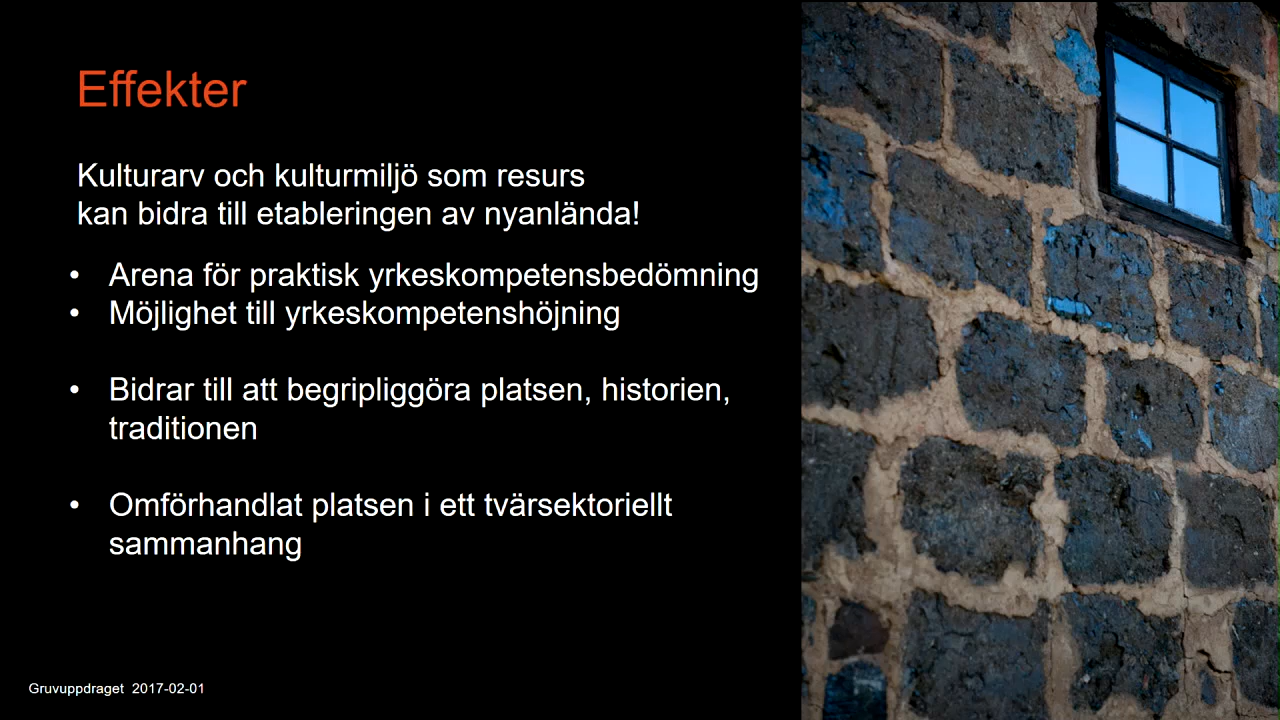 Effekter
Kulturarv och kulturmiljö som resurs
kan bidra till etableringen av nyanlända!
• Arena för praktisk yrkeskompetensbedömning
• Möjlighet till yrkeskompetenshöjning
• Bidrar till att begripliggöra platsen, historien,
traditionen
• Omförhandlat platsen i ett tvärsektoriellt
sammanhang
Gruvuppdraget 2017-02-01